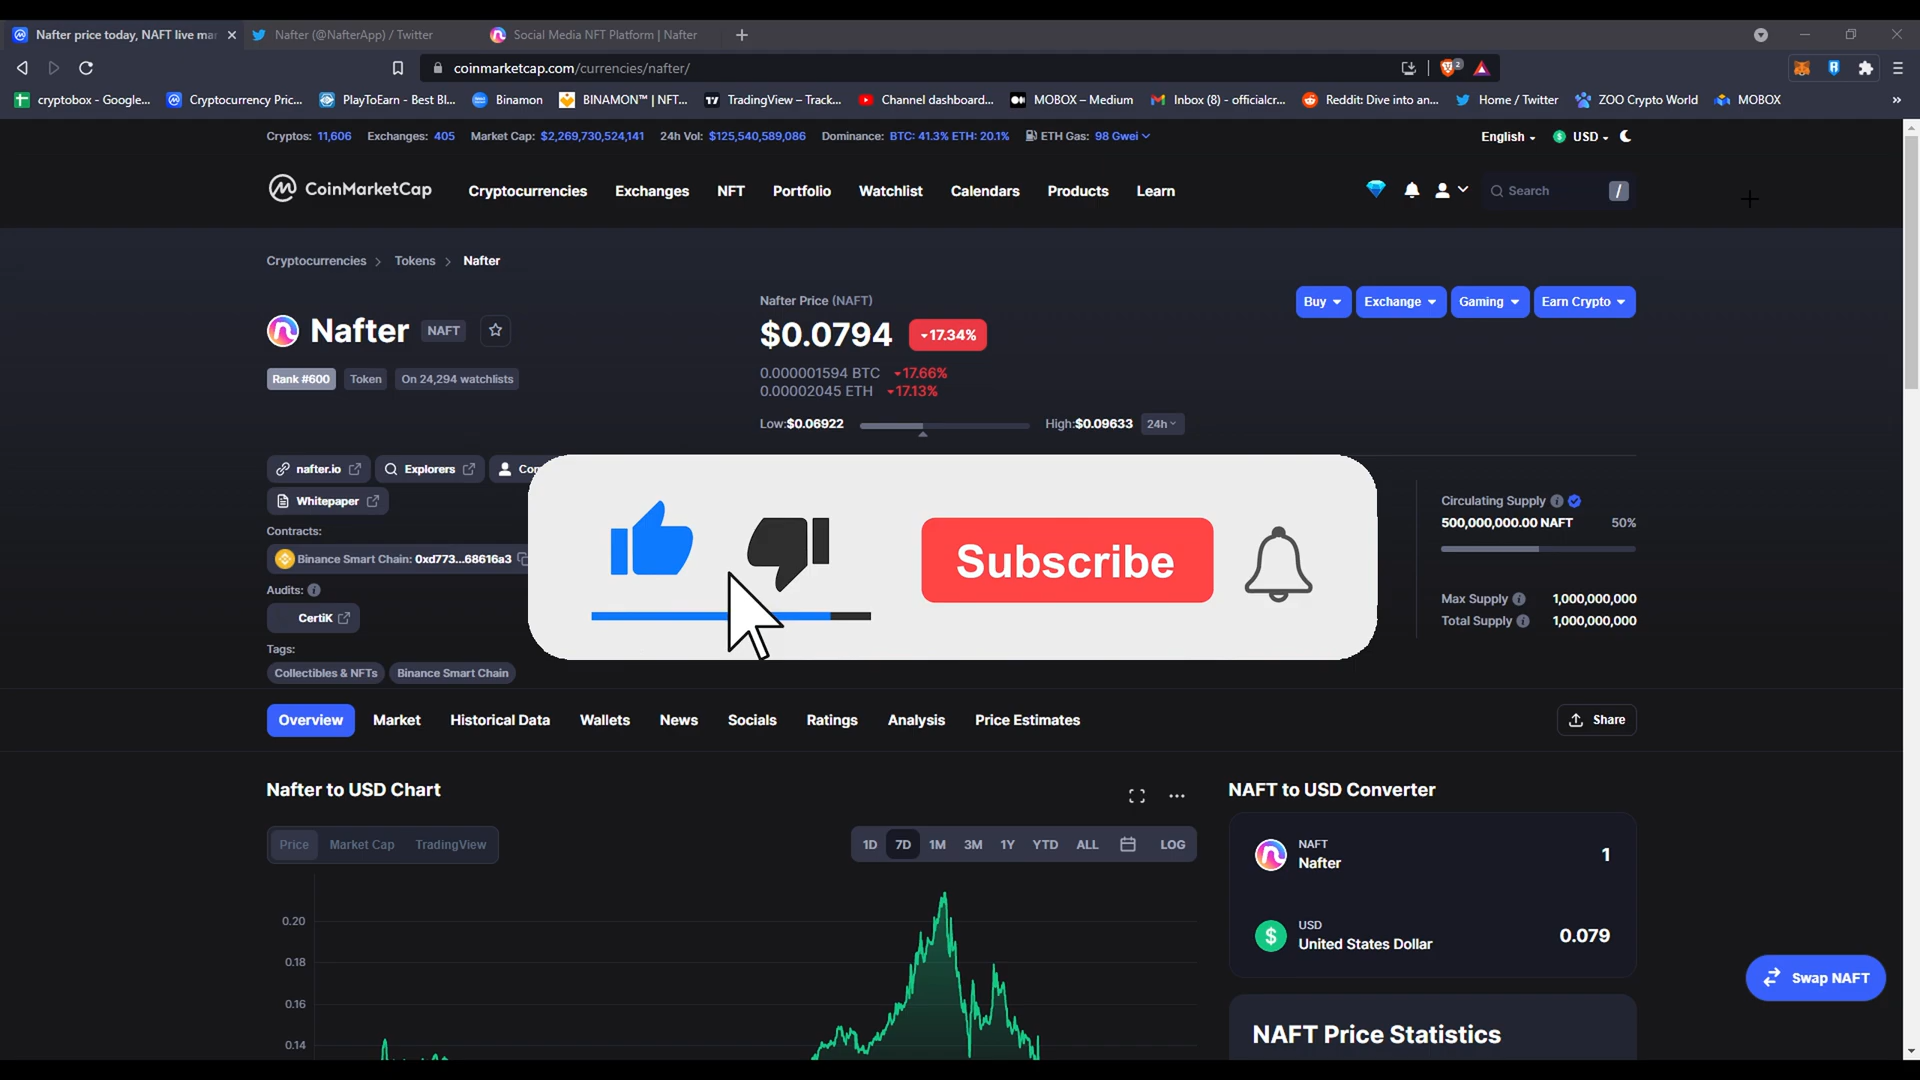 Nafter price today, NAFT live ma
Nafter (@NafterApp) / Twitter
Social Media NFT Platform | Nafter
coinmarketcap.com/currencies/nafter/
2
cryptobox - Google...
Cryptocurrency Pric...
PlayToEarn - Best Bl...
Binamon
BINAMON™ | NFT...
TradingView – Track...
Channel dashboard...
MOBOX – Medium
Inbox (8) - officialcr...
Reddit: Dive into an...
Home / Twitter
ZOO Crypto World
MOBOX
Cryptos: 11,606
Exchanges: 405
Market Cap: $2,269,730,524,141
24h Vol: $125,540,589,086
Dominance: BTC: 41.3% ETH: 20.1%
ETH Gas: 98 Gwei
English
USD
CoinMarketCap
Cryptocurrencies
Exchanges
NFT
Portfolio
Watchlist
Calendars
Products
Learn
Search
/
Cryptocurrencies
Tokens
Nafter
Nafter
NAFT
Rank #600
Token
On 24,294 watchlists
Nafter Price (NAFT)
$0.0794
17.34%
0.000001594 BTC
17.66%
0.00002045 ETH
17.13%
Low:$0.06922
High:$0.09633
24h
Buy
Exchange
Gaming
Earn Crypto
nafter.io
Explorers
Whitepaper
Contracts:
Binance Smart Chain: 0xd773...68616a3
Audits:
CertiK
Tags:
Collectibles & NFTs
Binance Smart Chain
Subscribe
Circulating Supply
500,000,000.00 NAFT
50%
Max Supply
1,000,000,000
Total Supply
1,000,000,000
Overview
Market
Historical Data
Wallets
News
Socials
Ratings
Analysis
Price Estimates
Share
Nafter to USD Chart
Price
Market Cap
TradingView
1D
7D
1M
3M
1Y
YTD
ALL
LOG
0.20
0.18
0.16
0.14
NAFT to USD Converter
NAFT
Nafter
1
USD
United States Dollar
0.079
Swap NAFT
NAFT Price Statistics